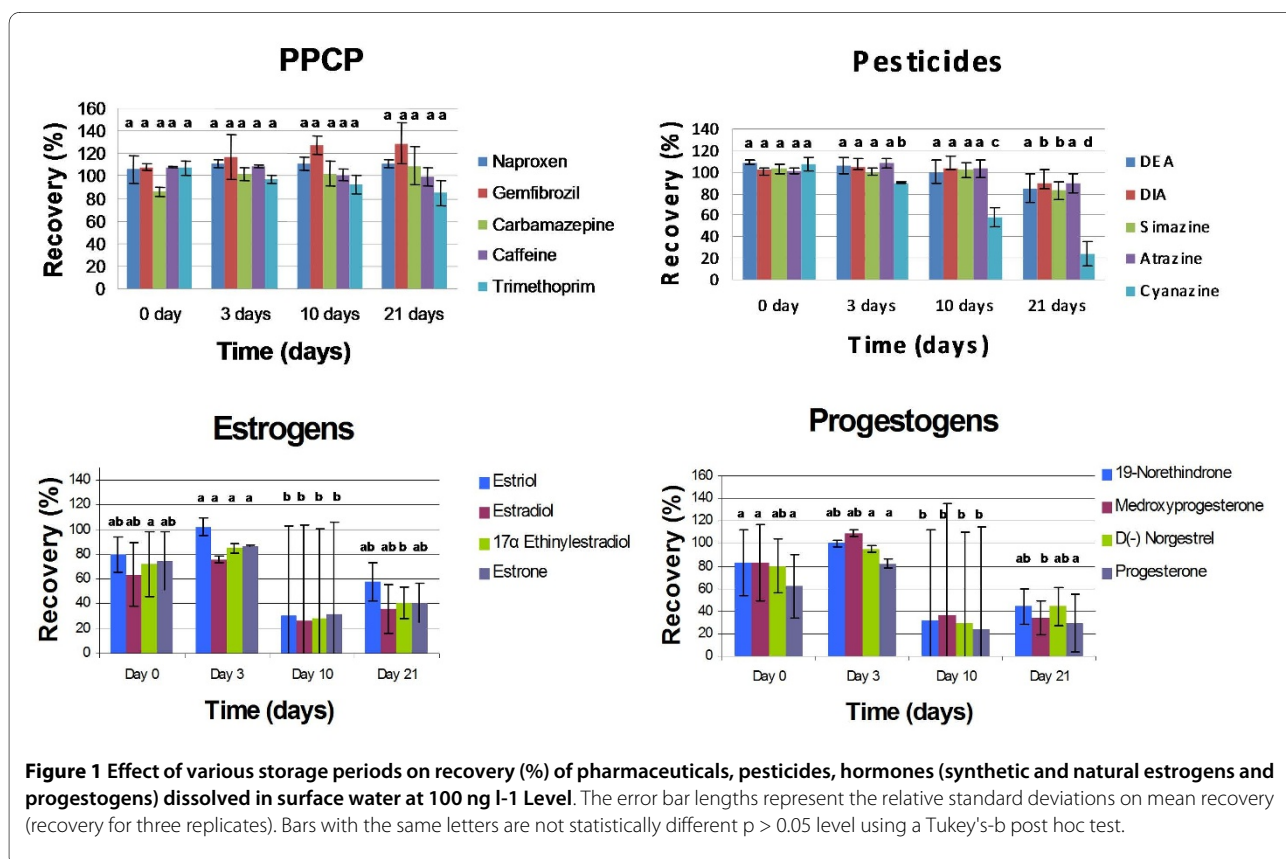 PPCP
Recovery (%)
160
140
120
100
80
60
40
20
0
a a a a a a a a a a a a a a a a a a a a
0 day 3 days 10 days 21 days
Time (days)
Naproxen
Gemfibrozil
Carbamazepine
Caffeine
Trimethoprim
Pesticides
Recovery (%)
140
120
100
80
60
40
20
0
a a a a a a a a a b a a a a c a b b a d
0 day 3 days 10 days 21 days
Time (days)
DEA
DIA
Simazine
Atrazine
Cyanazine
Estrogens
Recovery (%)
140
120
100
80
60
40
20
0
ab ab a ab a a a a b b b b ab ab b ab
Day 0 Day 3 Day 10 Day 21
Time (days)
Estriol
Estradiol
17α Ethinylestradiol
Estrone
Progestogens
Recovery (%)
160
140
120
100
80
60
40
20
0
a a ab a ab ab a a b b b b ab b ab a
Day 0 Day 3 Day 10 Day 21
Time (days)
19-Norethindrone
Medroxyprogesterone
D(-) Norgestrel
Progesterone
Figure 1 Effect of various storage periods on recovery (%) of pharmaceuticals, pesticides, hormones (synthetic and natural estrogens and
progestogens) dissolved in surface water at 100 ng l-1 Level. The error bar lengths represent the relative standard deviations on mean recovery
(recovery for three replicates). Bars with the same letters are not statistically different p > 0.05 level using a Tukey's-b post hoc test.